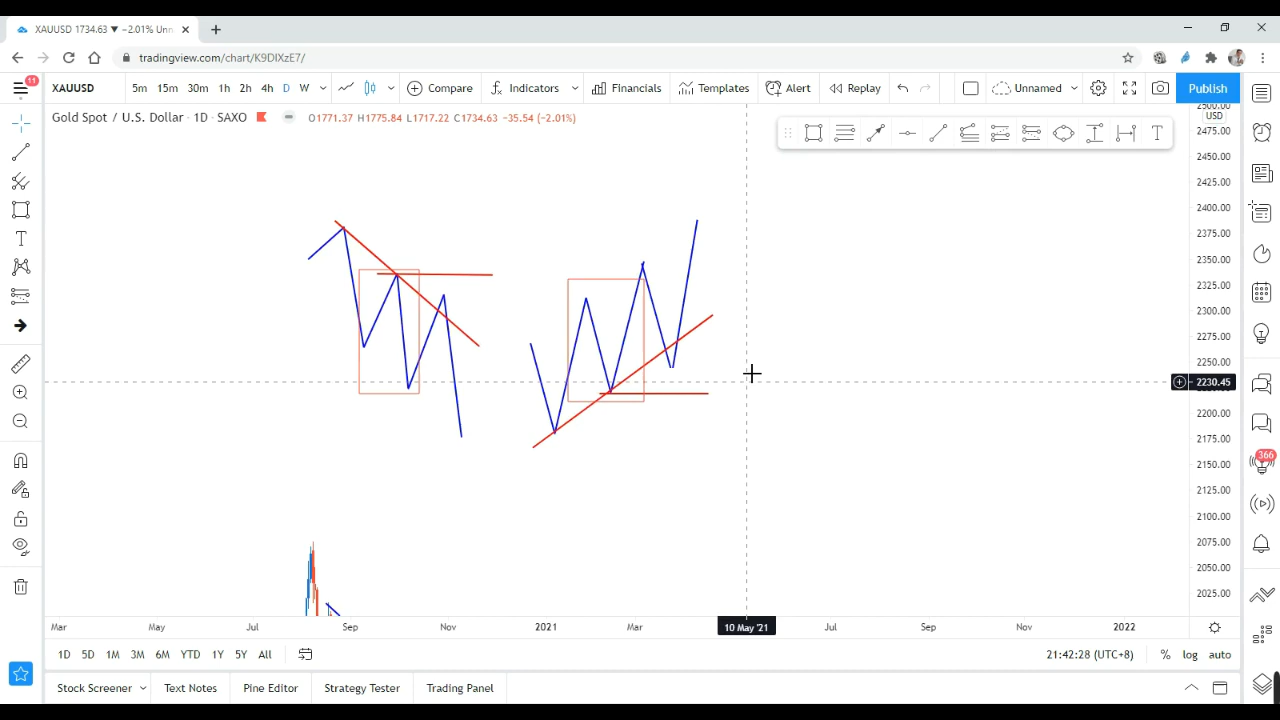 XAUUSD 1734.63 ▼ −2.01% Unn
tradingview.com/chart/K9DIXzE7/
11
XAUUSD 5m 15m 30m 1h 2h 4h D W Compare Indicators Financials Templates Alert Replay Unnamed Publish
Gold Spot / U.S. Dollar · 1D · SAXO O1771.37 H1775.84 L1717.22 C1734.63 −35.54 (−2.01%)
2500.00
USD
2475.00
2450.00
2425.00
2400.00
2375.00
2350.00
2325.00
2300.00
2275.00
2250.00
2230.45
2200.00
2175.00
366
2150.00
2125.00
2100.00
2075.00
2050.00
2025.00
Mar May Jul Sep Nov 2021 Mar 10 May '21 Jul Sep Nov 2022
1D 5D 1M 3M 6M YTD 1Y 5Y All 21:42:28 (UTC+8) % log auto
Stock Screener Text Notes Pine Editor Strategy Tester Trading Panel